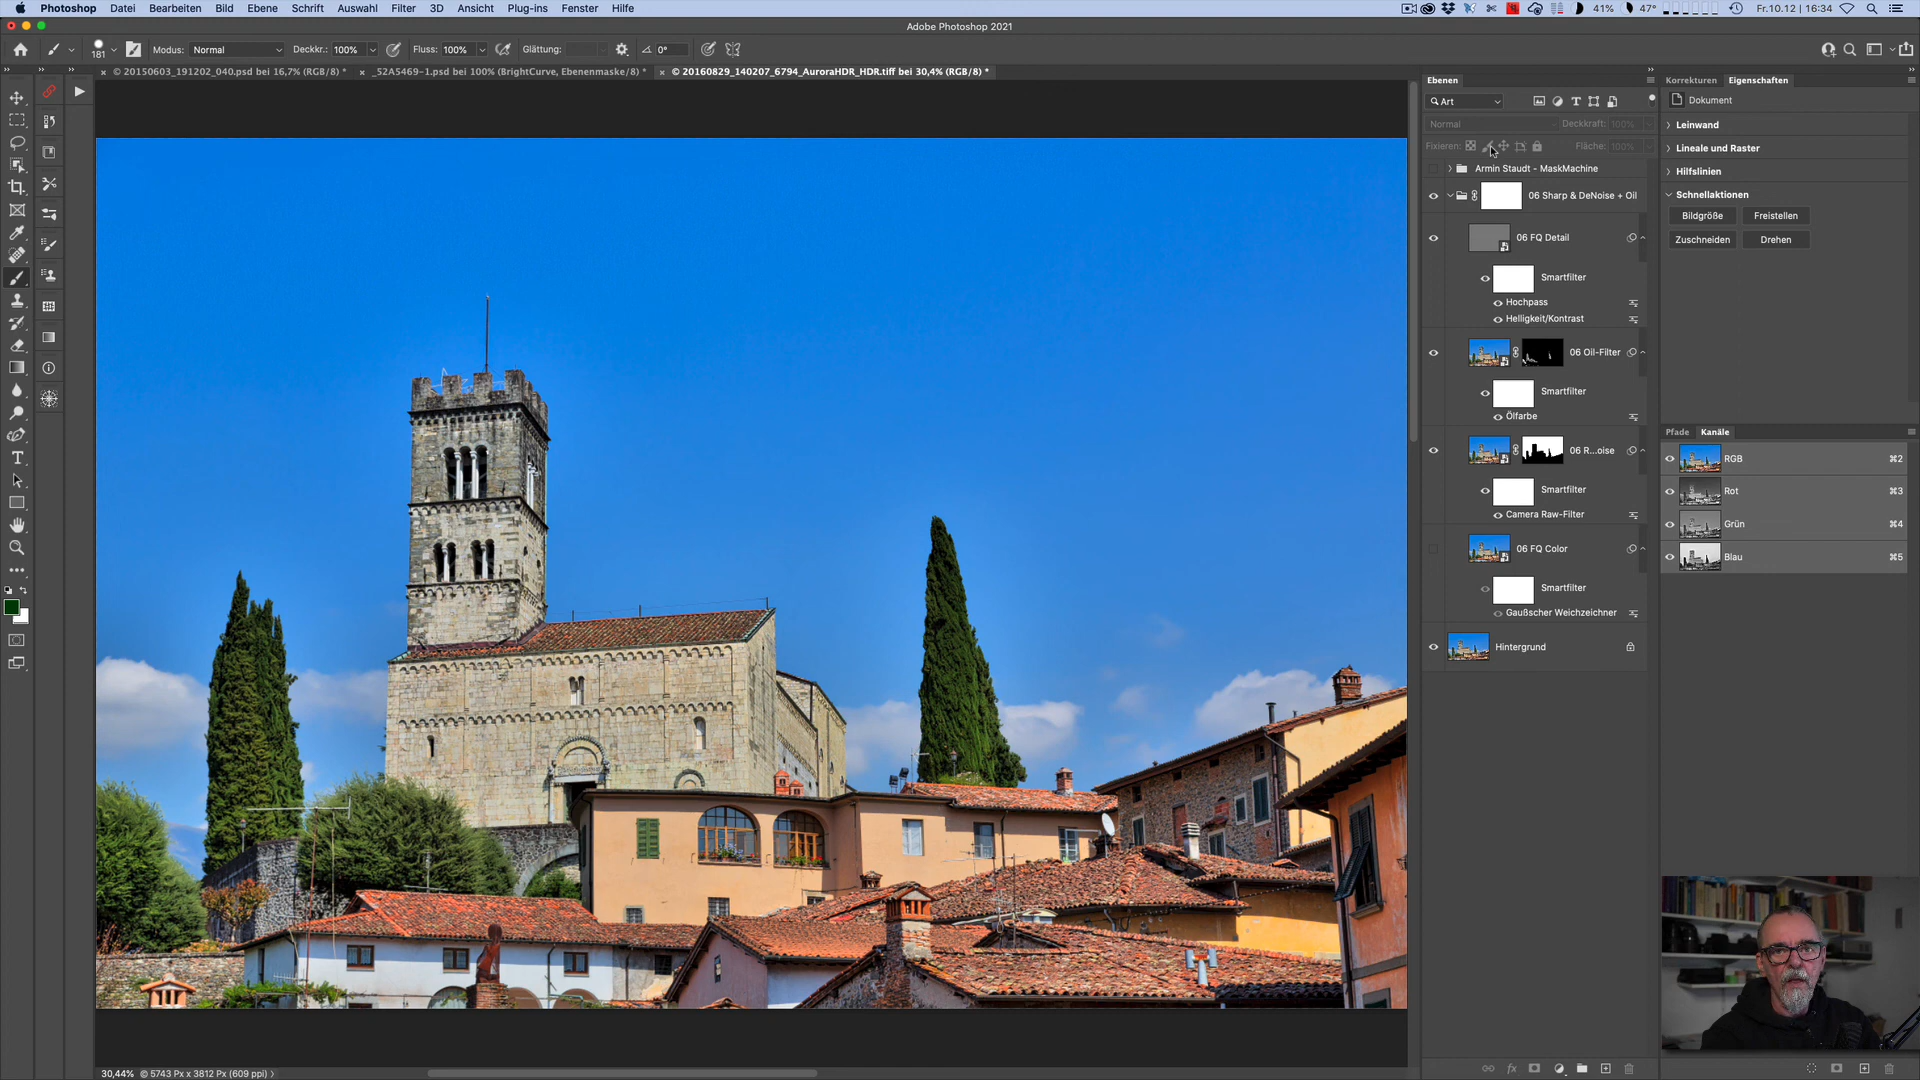 Photoshop Datei Bearbeiten Bild Ebene Schrift Auswahl Filter 3D Ansicht Plug-ins Fenster Hilfe 41% 47° Fr.10.12 16:34
Adobe Photoshop 2021
181 Modus: Normal Deckkr.: 100% Fluss: 100% Glättung: 0°
© 20150603_191202_040.psd bei 16,7% (RGB/8) * _52A5469-1.psd bei 100% (BrightCurve, Ebenenmaske/8) * © 20160829_140207_6794_AuroraHDR_HDR.tiff bei 30,4% (RGB/8) *
Ebenen
Art
Normal Deckkraft: 100%
Fixieren: Fläche: 100%
Armin Staudt - MaskMachine
06 Sharp & DeNoise + Oil
06 FQ Detail
Smartfilter
Hochpass
Helligkeit/Kontrast
06 Oil-Filter
Smartfilter
Ölfarbe
06 R...oise
Smartfilter
Camera Raw-Filter
06 FQ Color
Smartfilter
Gaußscher Weichzeichner
Hintergrund
Korrekturen Eigenschaften
Dokument
Leinwand
Lineale und Raster
Hilfslinien
Schnellaktionen
Bildgröße Freistellen
Zuschneiden Drehen
Pfade Kanäle
RGB ⌘2
Rot ⌘3
Grün ⌘4
Blau ⌘5
30,44% © 5743 Px x 3812 Px (609 ppi)
fx